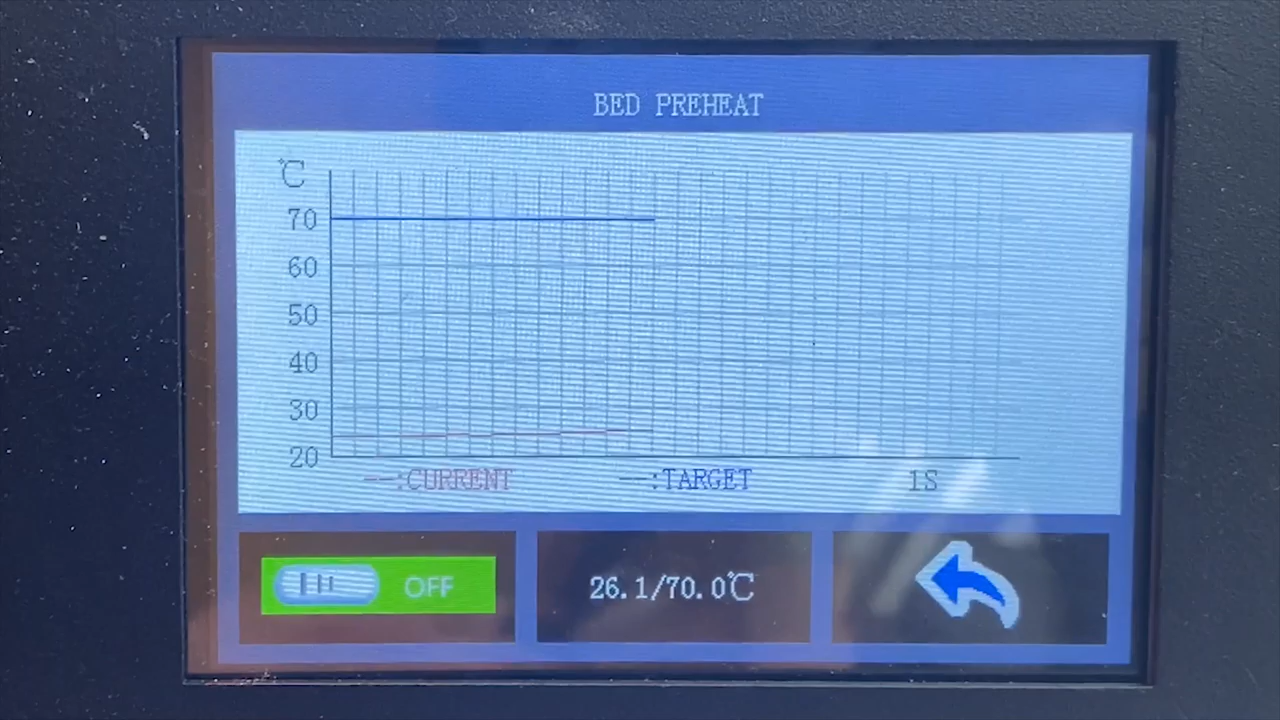 BED PREHEAT
℃
70
60
50
40
30
20
--:CURRENT --:TARGET 1S
OFF 26.1/70.0℃